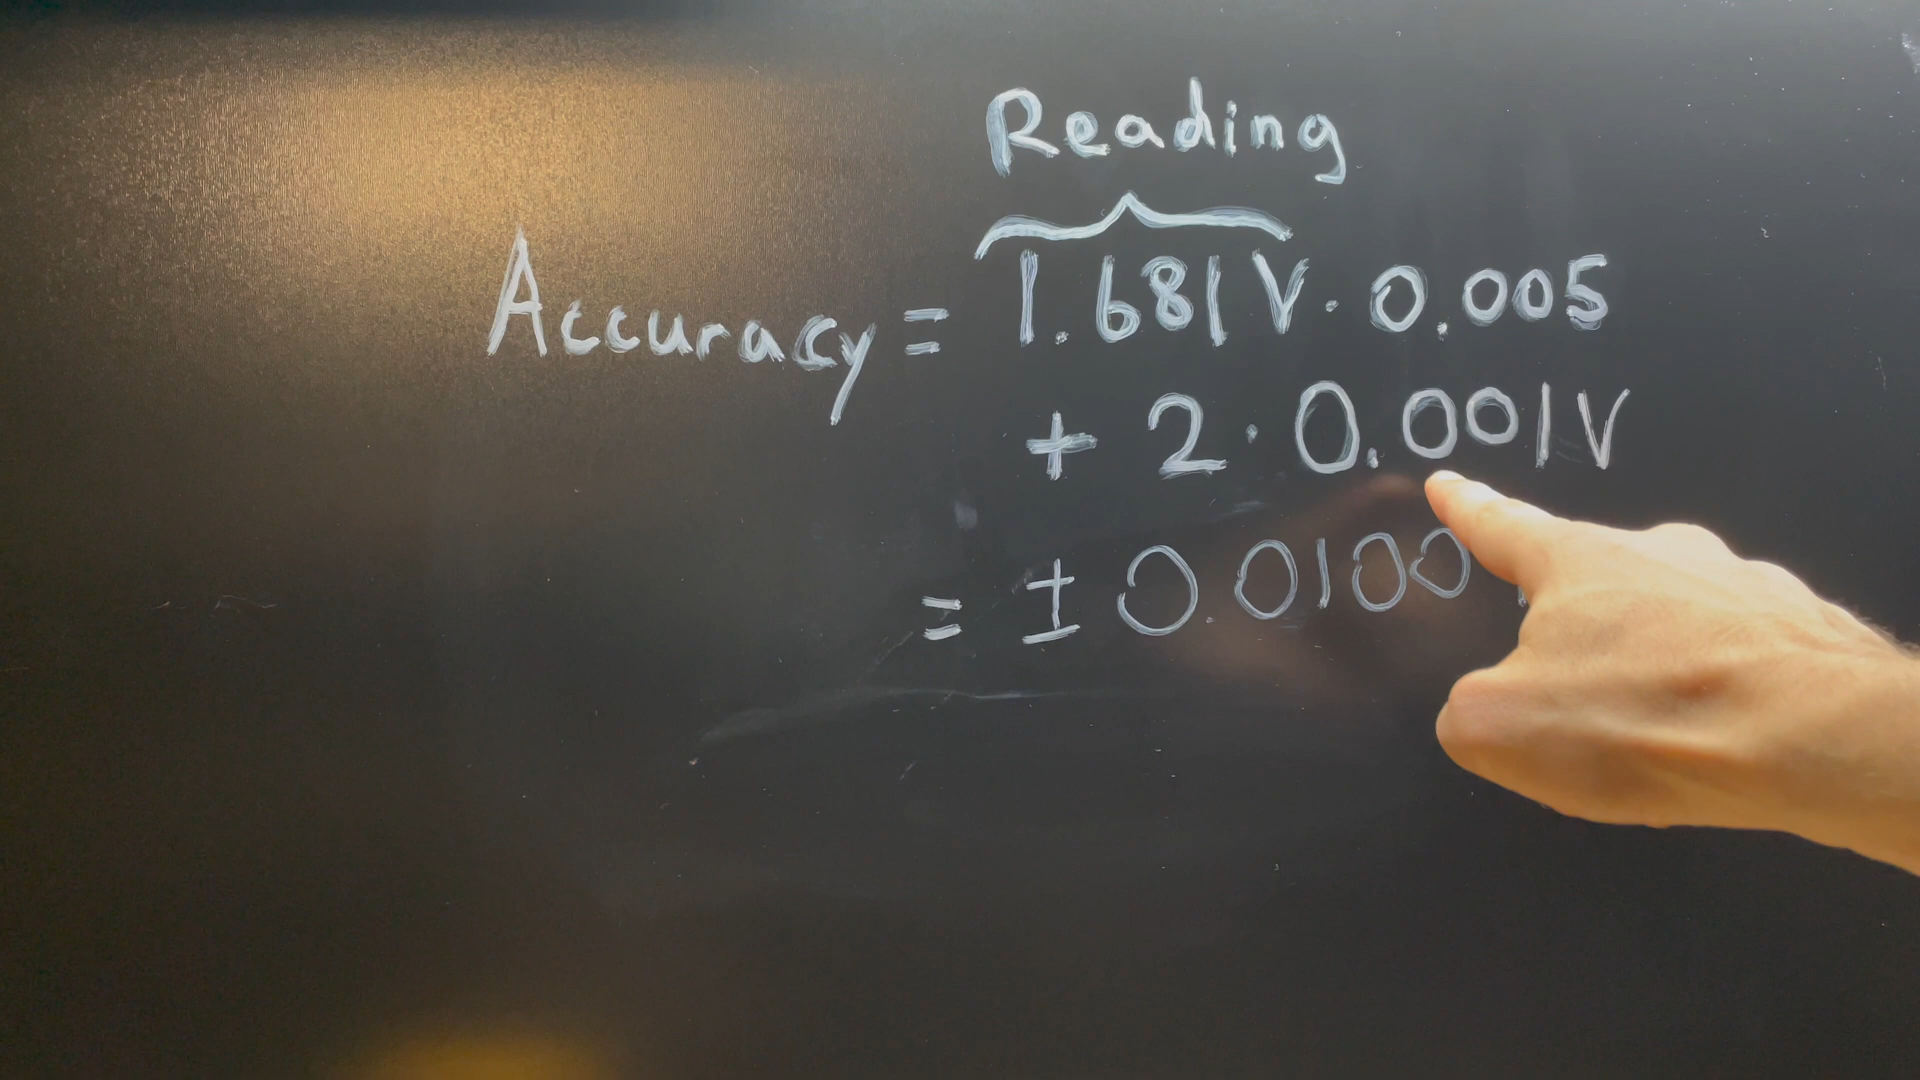 Reading
Accuracy = 1.681V · 0.005
+ 2 · 0.001V
= ± 0.0100